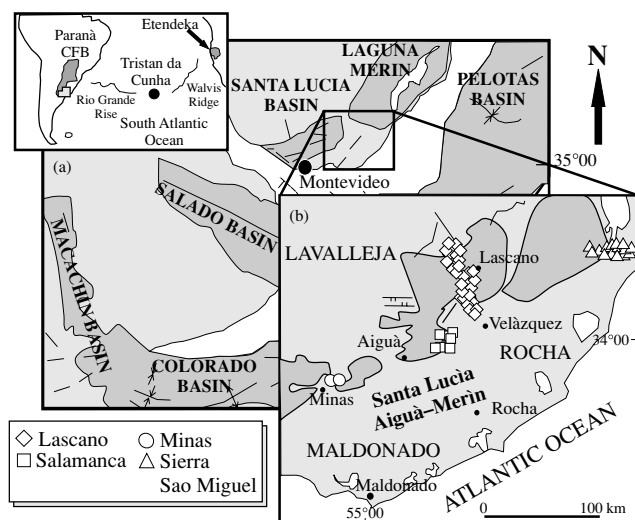 Etendeka
Paranà
CFB
Tristan da
Cunha
Walvis
Ridge
Rio Grande
Rise
South Atlantic
Ocean
LAGUNA
MERIN
SANTA LUCIA
BASIN
PELOTAS
BASIN
N
35°00
Montevideo
(a)
SALADO BASIN
MACACHIN BASIN
COLORADO
BASIN
(b)
LAVALLEJA
Lascano
Velàzquez
34°00
ROCHA
Aiguà
Minas
Santa Lucìa
Aiguà–Merìn
Rocha
MALDONADO
Maldonado
ATLANTIC OCEAN
55°00
0 100 km
Lascano
Minas
Salamanca
Sierra
Sao Miguel